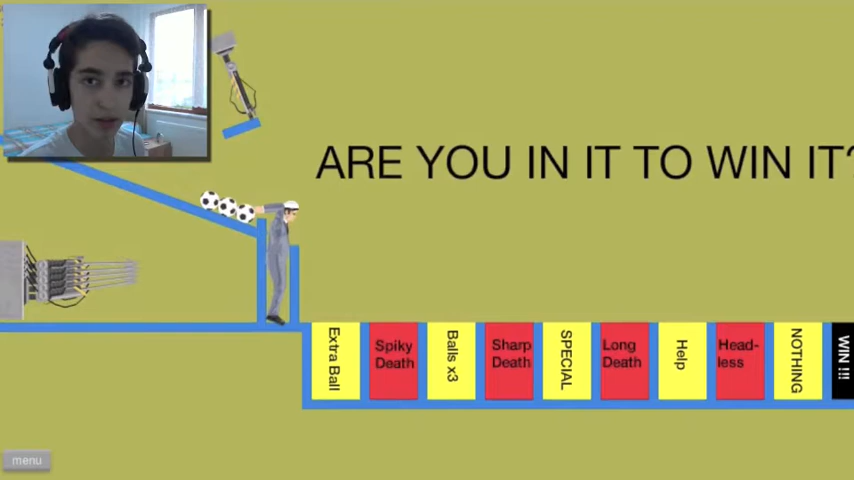 ARE YOU IN IT TO WIN IT?
Extra Ball
Spiky
Death
Balls x3
Sharp
Death
SPECIAL
Long
Death
Help
Head-
less
NOTHING
WIN !!!
menu